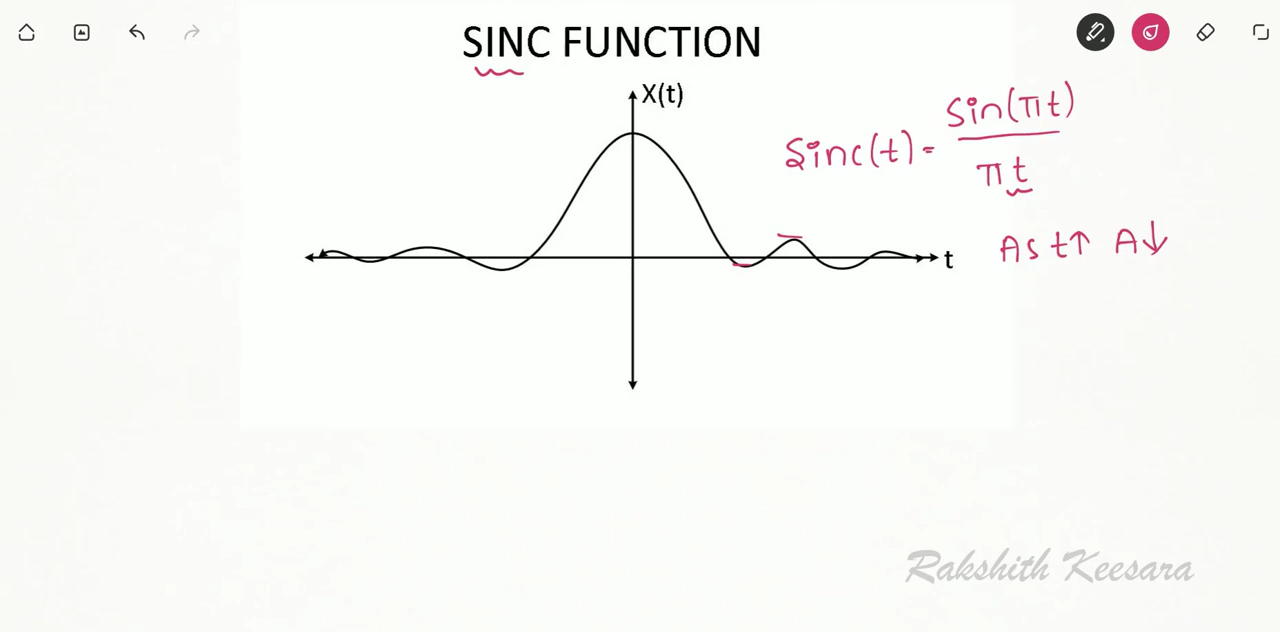 SINC FUNCTION
X(t)
Sinc(t) = Sin(πt) / πt
As t↑ A↓
t
Rakshith Keesara